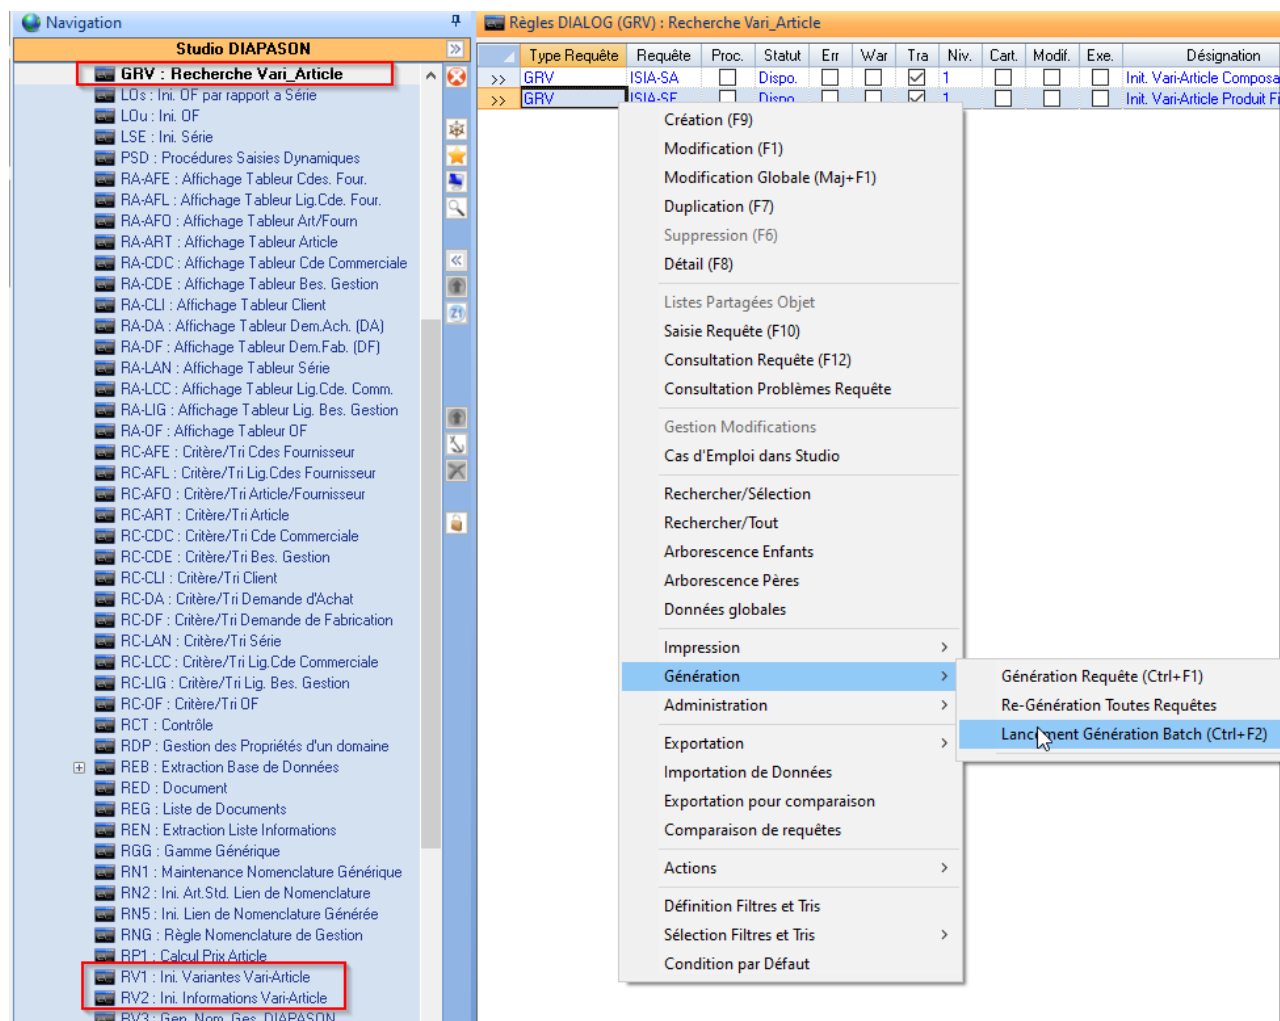 Navigation
Studio DIAPASON
GRV : Recherche Vari_Article
LOs : Ini. OF par rapport a Série
LOu : Ini. OF
LSE : Ini. Série
PSD : Procédures Saisies Dynamiques
RA-AFE : Affichage Tableur Cdes. Four.
RA-AFL : Affichage Tableur Lig.Cde. Four.
RA-AFO : Affichage Tableur Art/Fourn
RA-ART : Affichage Tableur Article
RA-CDC : Affichage Tableur Cde Commerciale
RA-CDE : Affichage Tableur Bes. Gestion
RA-CLI : Affichage Tableur Client
RA-DA : Affichage Tableur Dem.Ach. (DA)
RA-DF : Affichage Tableur Dem.Fab. (DF)
RA-LAN : Affichage Tableur Série
RA-LCC : Affichage Tableur Lig.Cde. Comm.
RA-LIG : Affichage Tableur Lig. Bes. Gestion
RA-OF : Affichage Tableur OF
RC-AFE : Critère/Tri Cdes Fournisseur
RC-AFL : Critère/Tri Lig.Cdes Fournisseur
RC-AFO : Critère/Tri Article/Fournisseur
RC-ART : Critère/Tri Article
RC-CDC : Critère/Tri Cde Commerciale
RC-CDE : Critère/Tri Bes. Gestion
RC-CLI : Critère/Tri Client
RC-DA : Critère/Tri Demande d'Achat
RC-DF : Critère/Tri Demande de Fabrication
RC-LAN : Critère/Tri Série
RC-LCC : Critère/Tri Lig.Cde Commerciale
RC-LIG : Critère/Tri Lig. Bes. Gestion
RC-OF : Critère/Tri OF
RCT : Contrôle
RDP : Gestion des Propriétés d'un domaine
REB : Extraction Base de Données
RED : Document
REG : Liste de Documents
REN : Extraction Liste Informations
RGG : Gamme Générique
RN1 : Maintenance Nomenclature Générique
RN2 : Ini. Art.Std. Lien de Nomenclature
RN5 : Ini. Lien de Nomenclature Générée
RNG : Règle Nomenclature de Gestion
RP1 : Calcul Prix Article
RV1 : Ini. Variantes Vari-Article
RV2 : Ini. Informations Vari-Article
RV3 : Gen. Nom. Ges. DIAPASON
Règles DIALOG (GRV) : Recherche Vari_Article
Type Requête Requête Proc. Statut Err War Tra Niv. Cart. Modif. Exe. Désignation
>> GRV ISIA-SA Dispo. 1 Init. Vari-Article Composa
>> GRV ISIA-SF Dispo. 1 Init. Vari-Article Produit Fi
Création (F9)
Modification (F1)
Modification Globale (Maj+F1)
Duplication (F7)
Suppression (F6)
Détail (F8)
Listes Partagées Objet
Saisie Requête (F10)
Consultation Requête (F12)
Consultation Problèmes Requête
Gestion Modifications
Cas d'Emploi dans Studio
Rechercher/Sélection
Rechercher/Tout
Arborescence Enfants
Arborescence Pères
Données globales
Impression
Génération
Administration
Exportation
Importation de Données
Exportation pour comparaison
Comparaison de requêtes
Actions
Définition Filtres et Tris
Sélection Filtres et Tris
Condition par Défaut
Génération Requête (Ctrl+F1)
Re-Génération Toutes Requêtes
Lancement Génération Batch (Ctrl+F2)